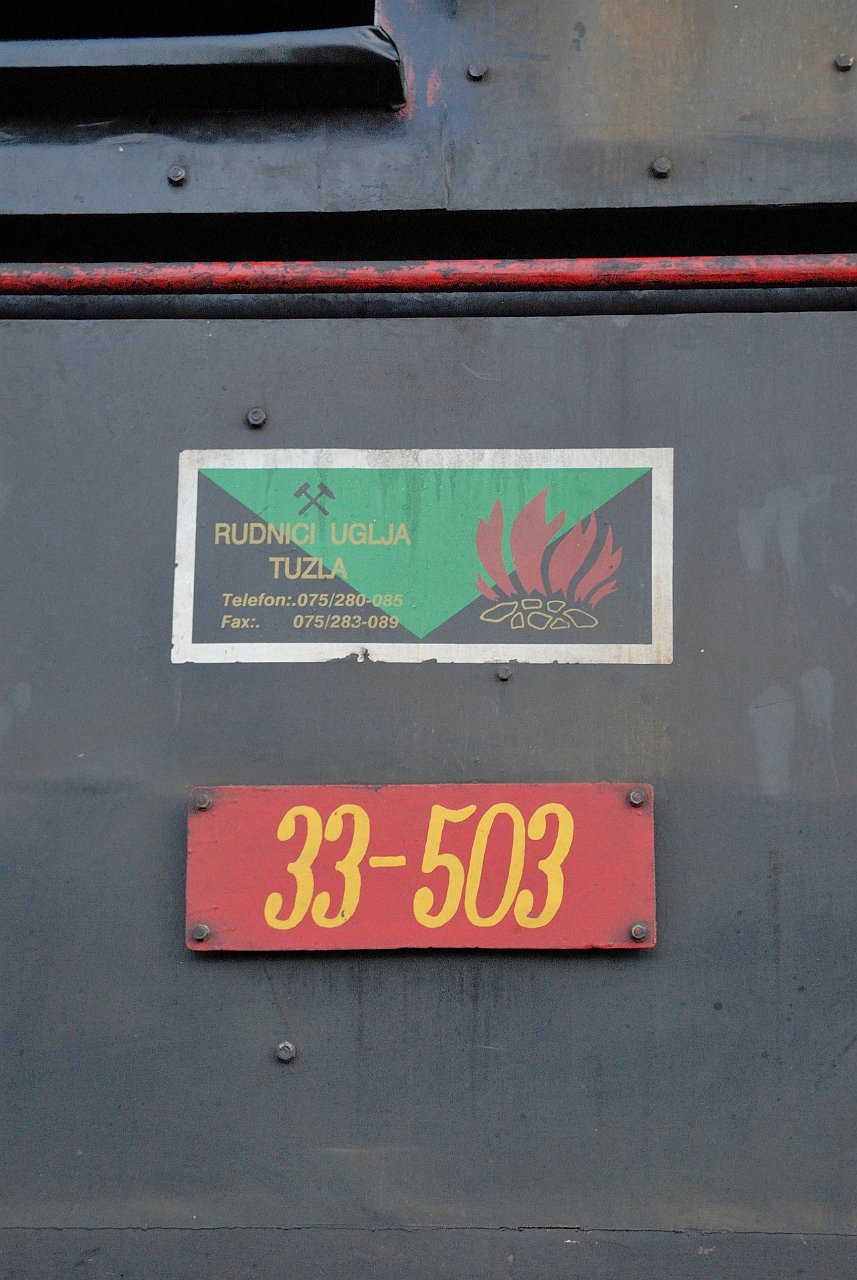 RUDNICI UGLJA
TUZLA
Telefon:.075/280-085
Fax:. 075/283-089
33-503